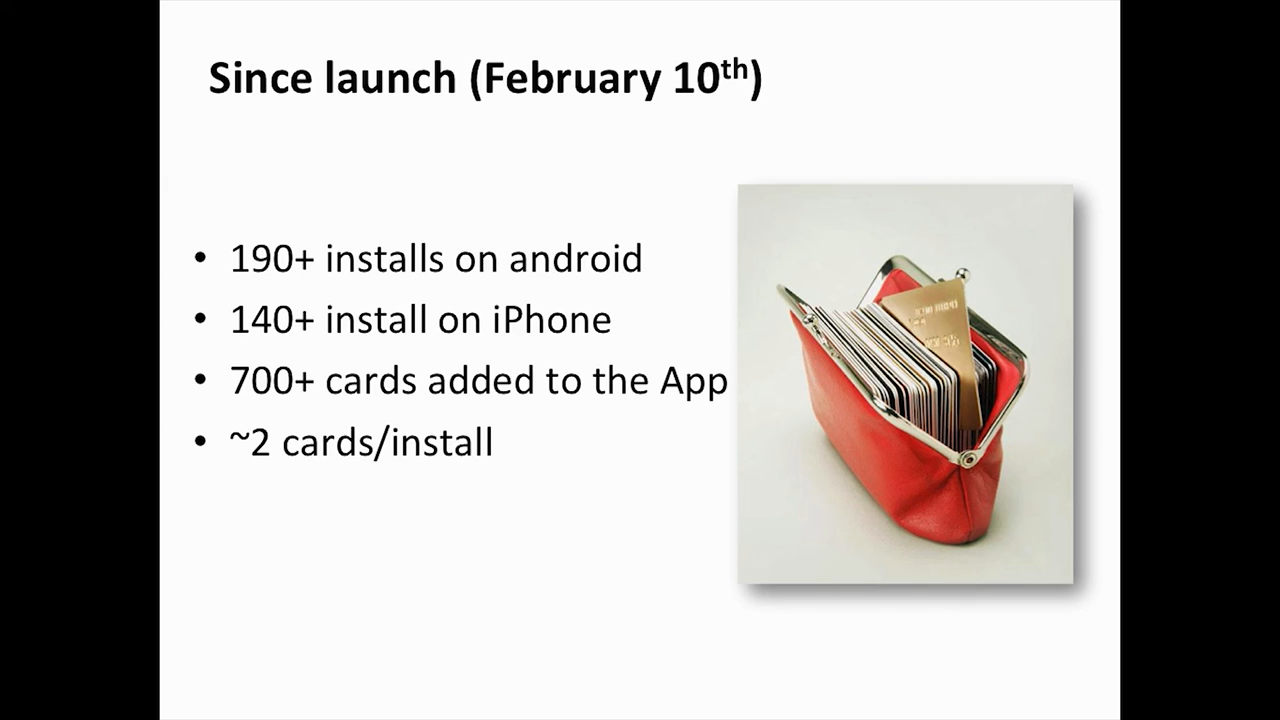 Since launch (February 10th)
• 190+ installs on android
• 140+ install on iPhone
• 700+ cards added to the App
• ~2 cards/install